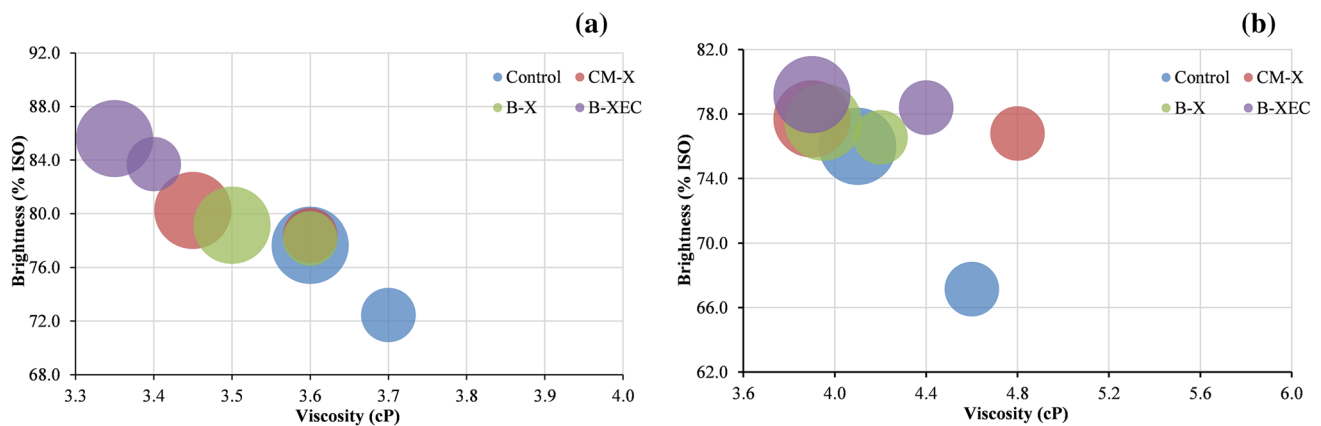 (a)
92.0
88.0
84.0
80.0
76.0
72.0
68.0
Brightness (% ISO)
Control CM-X
B-X B-XEC
3.3 3.4 3.5 3.6 3.7 3.8 3.9 4.0
Viscosity (cP)
(b)
82.0
78.0
74.0
70.0
66.0
62.0
Brightness (% ISO)
Control CM-X
B-X B-XEC
3.6 4.0 4.4 4.8 5.2 5.6 6.0
Viscosity (cP)